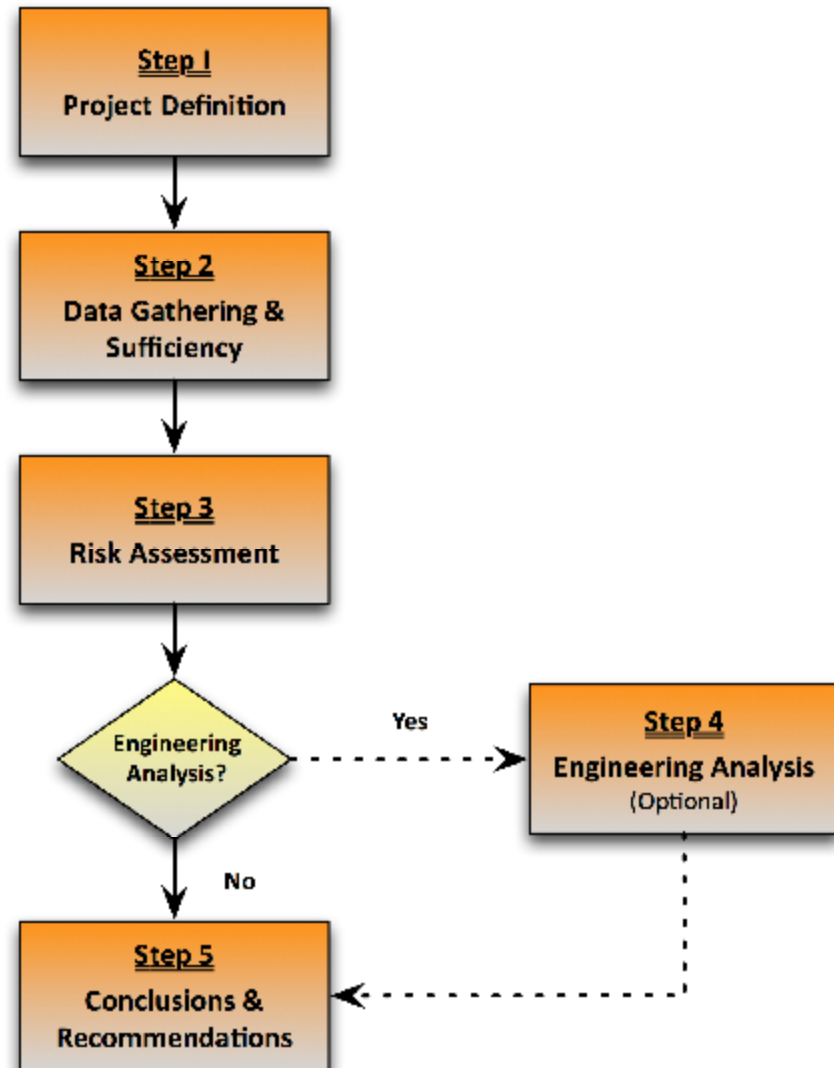 Step 1
Project Definition
Step 2
Data Gathering &
Sufficiency
Step 3
Risk Assessment
Engineering
Analysis?
Yes
Step 4
Engineering Analysis
(Optional)
No
Step 5
Conclusions &
Recommendations